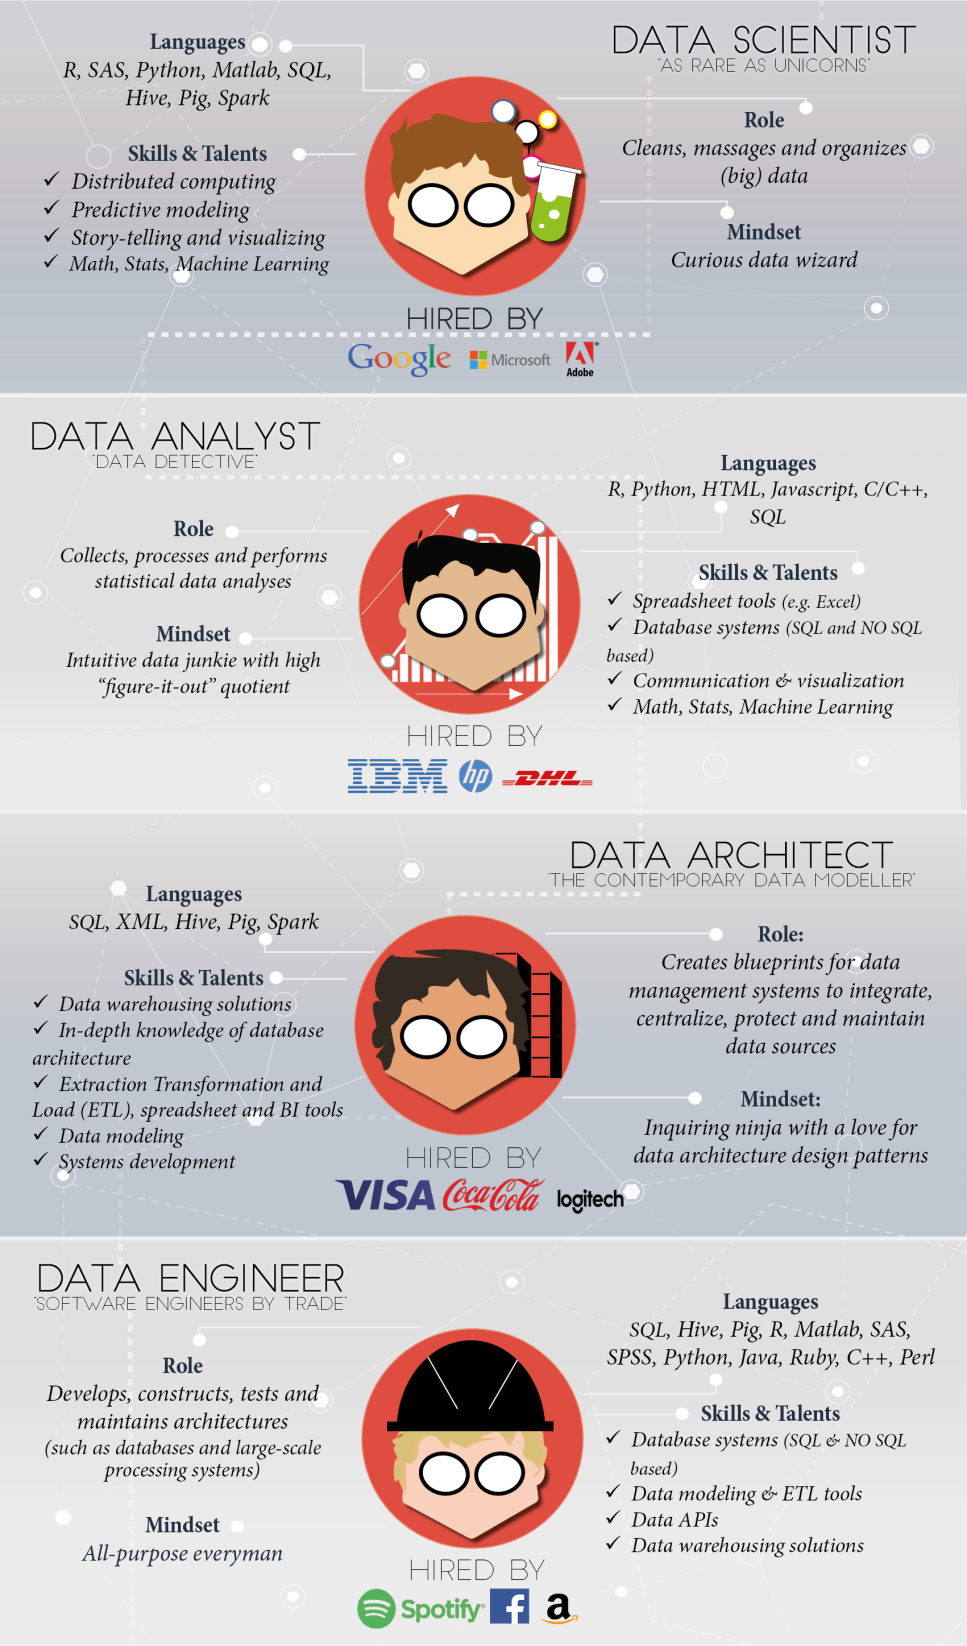 DATA SCIENTIST
"AS RARE AS UNICORNS"
Languages
R, SAS, Python, Matlab, SQL,
Hive, Pig, Spark
Skills & Talents
✓ Distributed computing
✓ Predictive modeling
✓ Story-telling and visualizing
✓ Math, Stats, Machine Learning
Role
Cleans, massages and organizes
(big) data
Mindset
Curious data wizard
HIRED BY
Google
Microsoft
Adobe
DATA ANALYST
"DATA DETECTIVE"
Role
Collects, processes and performs
statistical data analyses
Mindset
Intuitive data junkie with high
“figure-it-out” quotient
Languages
R, Python, HTML, Javascript, C/C++,
SQL
Skills & Talents
✓ Spreadsheet tools (e.g. Excel)
✓ Database systems (SQL and NO SQL
based)
✓ Communication & visualization
✓ Math, Stats, Machine Learning
HIRED BY
IBM
hp
DHL
DATA ARCHITECT
"THE CONTEMPORARY DATA MODELLER"
Languages
SQL, XML, Hive, Pig, Spark
Skills & Talents
✓ Data warehousing solutions
✓ In-depth knowledge of database
architecture
✓ Extraction Transformation and
Load (ETL), spreadsheet and BI tools
✓ Data modeling
✓ Systems development
Role:
Creates blueprints for data
management systems to integrate,
centralize, protect and maintain
data sources
Mindset:
Inquiring ninja with a love for
data architecture design patterns
HIRED BY
VISA
Coca-Cola
logitech
DATA ENGINEER
"SOFTWARE ENGINEERS BY TRADE"
Role
Develops, constructs, tests and
maintains architectures
(such as databases and large-scale
processing systems)
Mindset
All-purpose everyman
Languages
SQL, Hive, Pig, R, Matlab, SAS,
SPSS, Python, Java, Ruby, C++, Perl
Skills & Talents
✓ Database systems (SQL & NO SQL
based)
✓ Data modeling & ETL tools
✓ Data APIs
✓ Data warehousing solutions
HIRED BY
Spotify
f
a